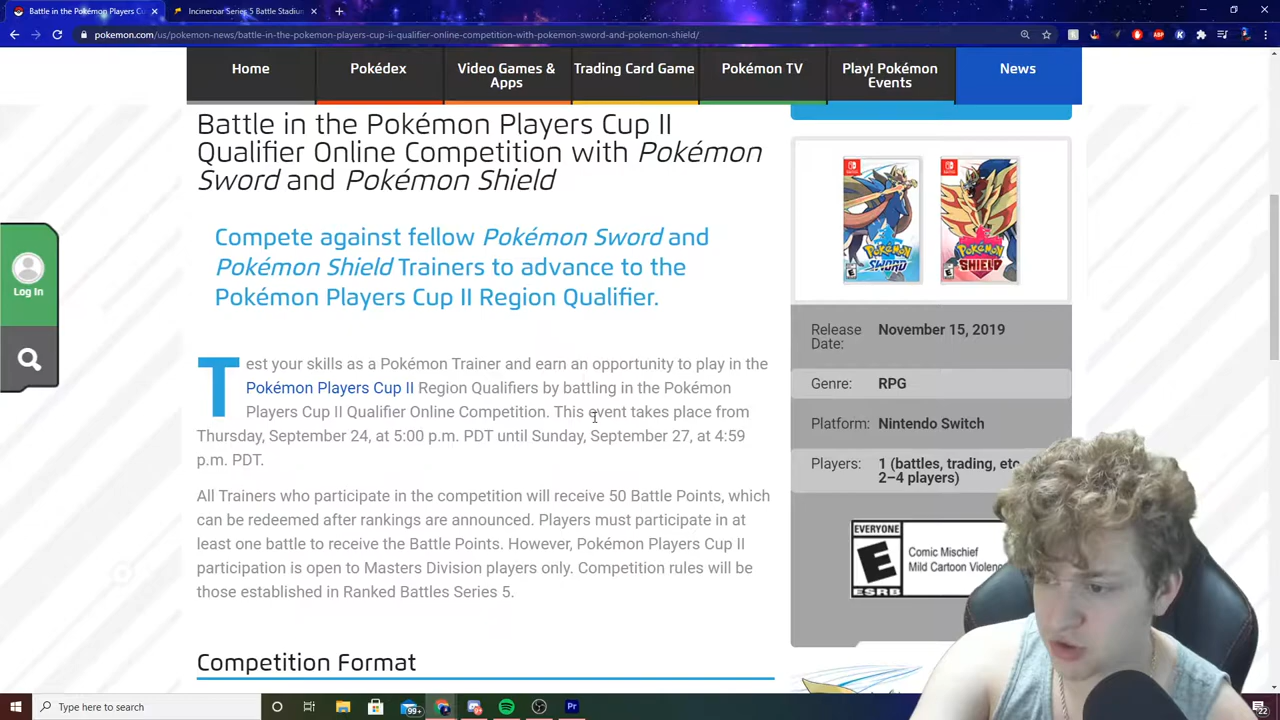 Battle in the Pokémon Players Cu
Incineroar Series 5 Battle Stadium
pokemon.com/us/pokemon-news/battle-in-the-pokemon-players-cup-ii-qualifier-online-competition-with-pokemon-sword-and-pokemon-shield/
Home
Pokédex
Video Games &
Apps
Trading Card Game
Pokémon TV
Play! Pokémon
Events
News
Battle in the Pokémon Players Cup II
Qualifier Online Competition with Pokémon
Sword and Pokémon Shield
Compete against fellow Pokémon Sword and
Pokémon Shield Trainers to advance to the
Pokémon Players Cup II Region Qualifier.
Test your skills as a Pokémon Trainer and earn an opportunity to play in the
Pokémon Players Cup II Region Qualifiers by battling in the Pokémon
Players Cup II Qualifier Online Competition. This event takes place from
Thursday, September 24, at 5:00 p.m. PDT until Sunday, September 27, at 4:59
p.m. PDT.
All Trainers who participate in the competition will receive 50 Battle Points, which
can be redeemed after rankings are announced. Players must participate in at
least one battle to receive the Battle Points. However, Pokémon Players Cup II
participation is open to Masters Division players only. Competition rules will be
those established in Ranked Battles Series 5.
Competition Format
Log In
POKÉMON
SWORD
POKÉMON
SHIELD
Release
Date:
November 15, 2019
Genre:
RPG
Platform:
Nintendo Switch
Players:
1 (battles, trading, etc
2–4 players)
EVERYONE
E
ESRB
Comic Mischief
Mild Cartoon Violenc
Type here to search
99+
Pr
22